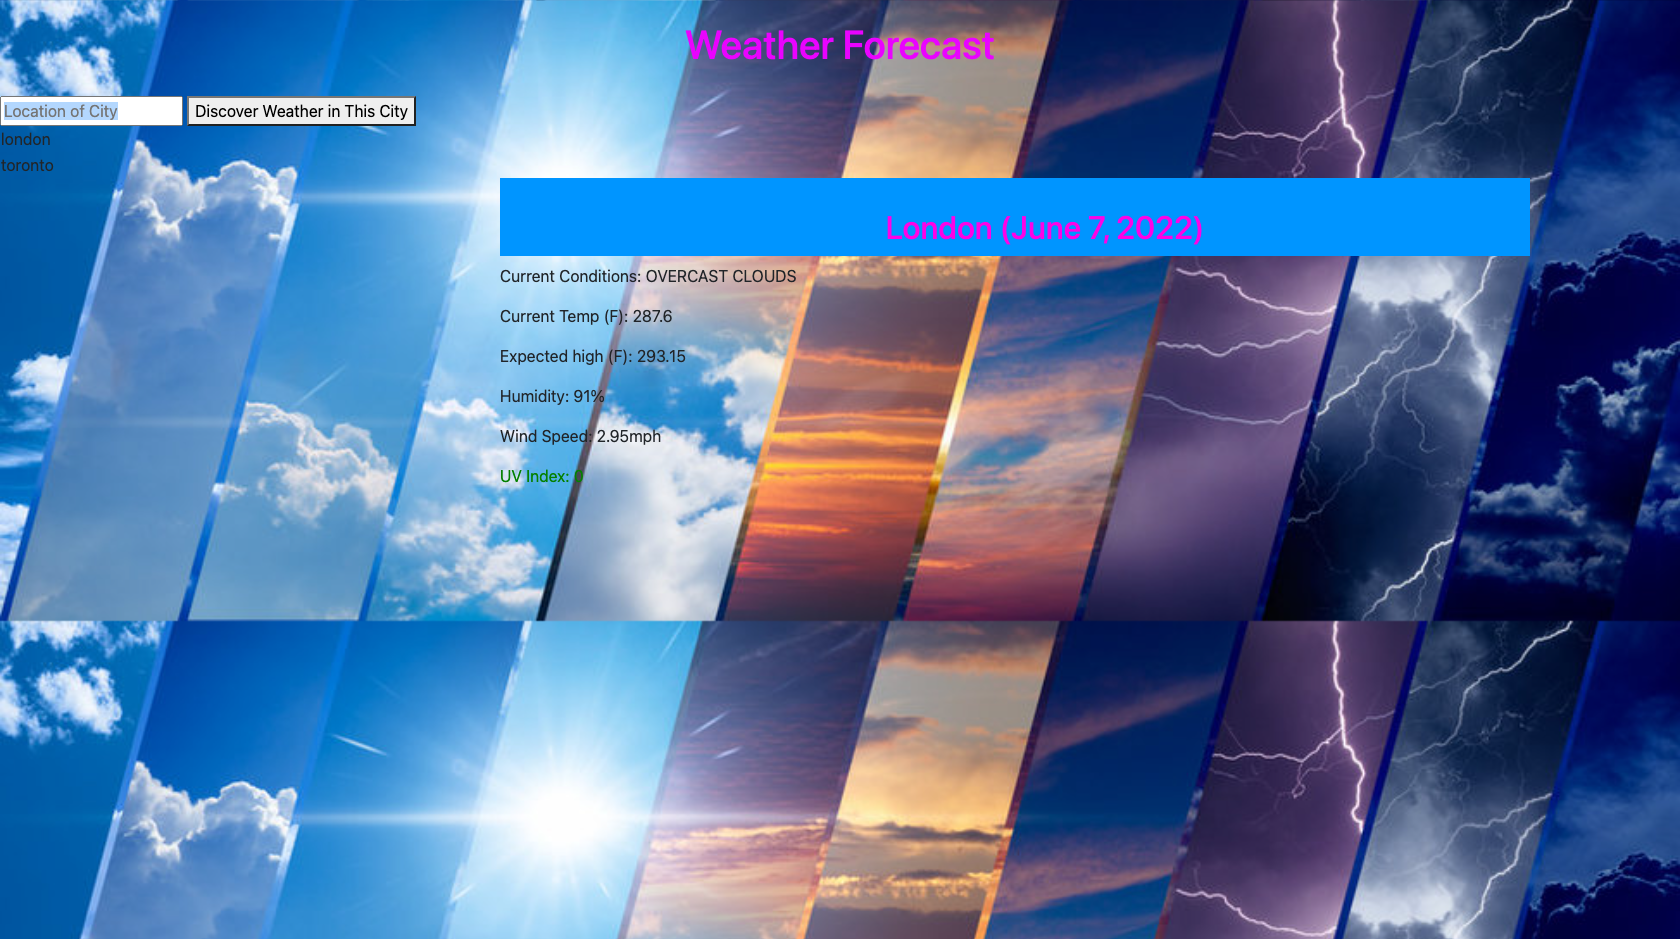 Weather Forecast
Location of City
Discover Weather in This City
london
toronto
London (June 7, 2022)
Current Conditions: OVERCAST CLOUDS
Current Temp (F): 287.6
Expected high (F): 293.15
Humidity: 91%
Wind Speed: 2.95mph
UV Index: 0